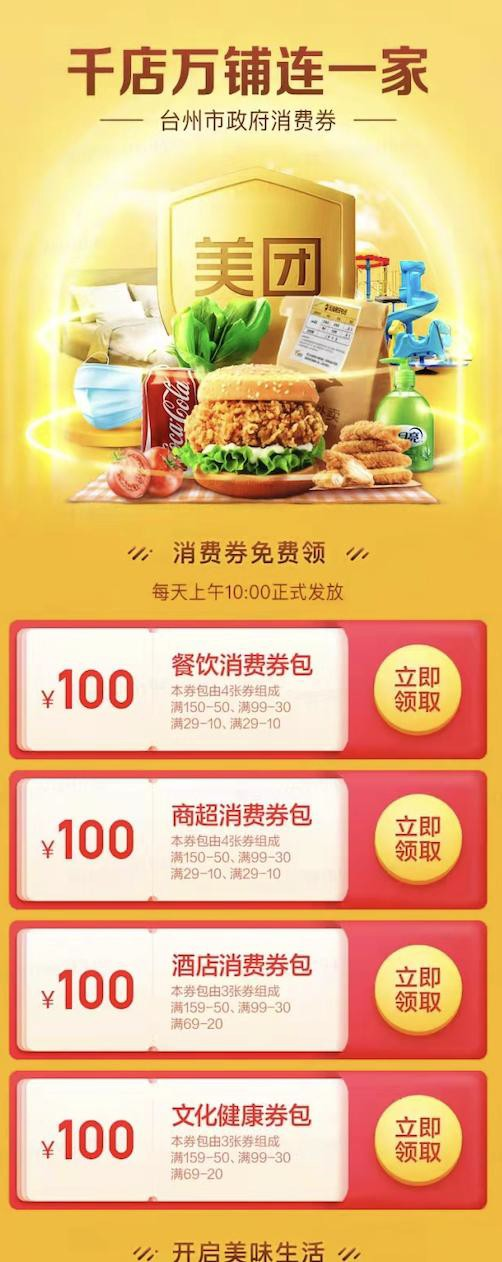 千店万铺连一家
台州市政府消费券
美团
Coca-Cola
消费券免费领
每天上午10:00正式发放
¥100
餐饮消费券包
本券包由4张券组成
满150-50、满99-30
满29-10、满29-10
立即
领取
¥100
商超消费券包
本券包由4张券组成
满150-50、满99-30
满29-10、满29-10
立即
领取
¥100
酒店消费券包
本券包由3张券组成
满159-50、满99-30
满69-20
立即
领取
¥100
文化健康券包
本券包由3张券组成
满159-50、满99-30
满69-20
立即
领取
开启美味生活